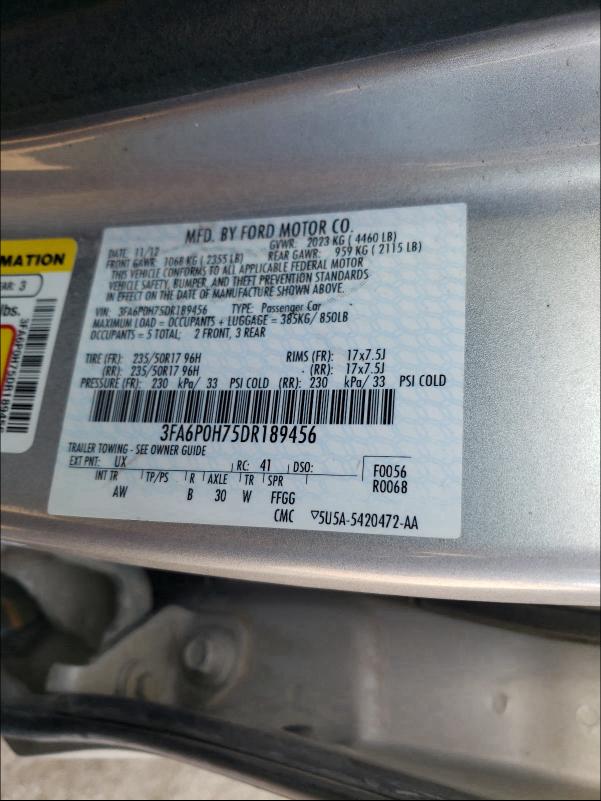 MFD. BY FORD MOTOR CO.
DATE: 11/12 GVWR: 2023 KG ( 4460 LB)
FRONT GAWR: 1068 KG ( 2355 LB) REAR GAWR: 959 KG ( 2115 LB)
THIS VEHICLE CONFORMS TO ALL APPLICABLE FEDERAL MOTOR
VEHICLE SAFETY, BUMPER, AND THEFT PREVENTION STANDARDS
IN EFFECT ON THE DATE OF MANUFACTURE SHOWN ABOVE.
VIN: 3FA6P0H75DR189456 TYPE: Passenger Car
MAXIMUM LOAD = OCCUPANTS + LUGGAGE = 385KG/ 850LB
OCCUPANTS = 5 TOTAL; 2 FRONT, 3 REAR
TIRE (FR): 235/50R17 96H RIMS (FR): 17x7.5J
(RR): 235/50R17 96H (RR): 17x7.5J
PRESSURE (FR): 230 kPa/ 33 PSI COLD (RR): 230 kPa/ 33 PSI COLD
3FA6P0H75DR189456
TRAILER TOWING - SEE OWNER GUIDE
EXT PNT: UX RC: 41 DSO: F0056
INT TR TP/PS R AXLE TR SPR R0068
AW B 30 W FFGG
CMC ▽5U5A-5420472-AA
MATION
AR: 3
lbs.
3FA6P0H75DR189456